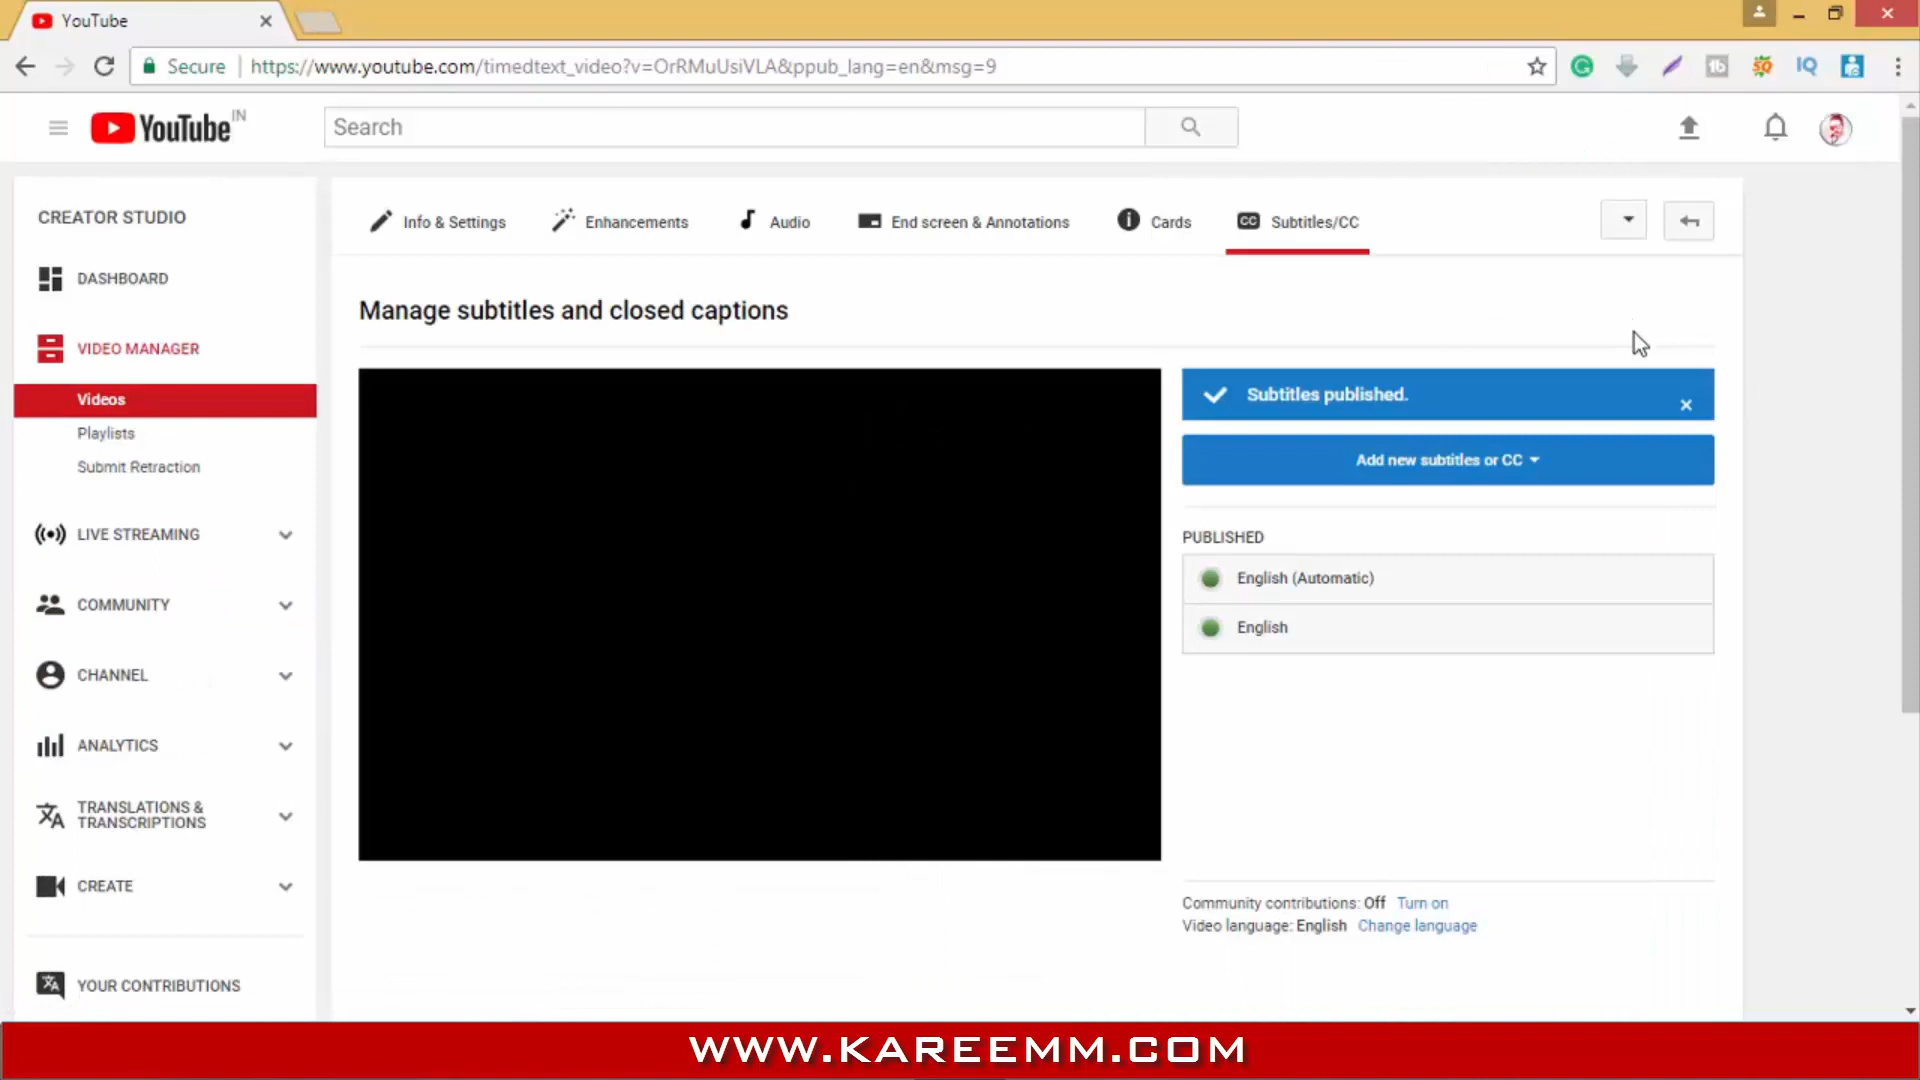 YouTube
Secure
https://www.youtube.com/timedtext_video?v=OrRMuUsiVLA&ppub_lang=en&msg=9
YouTube IN
Search
CREATOR STUDIO
DASHBOARD
VIDEO MANAGER
Videos
Playlists
Submit Retraction
LIVE STREAMING
COMMUNITY
CHANNEL
ANALYTICS
TRANSLATIONS &
TRANSCRIPTIONS
CREATE
YOUR CONTRIBUTIONS
Info & Settings
Enhancements
Audio
End screen & Annotations
Cards
CC Subtitles/CC
Manage subtitles and closed captions
Subtitles published.
Add new subtitles or CC
PUBLISHED
English (Automatic)
English
Community contributions: Off Turn on
Video language: English Change language
WWW.KAREEMM.COM